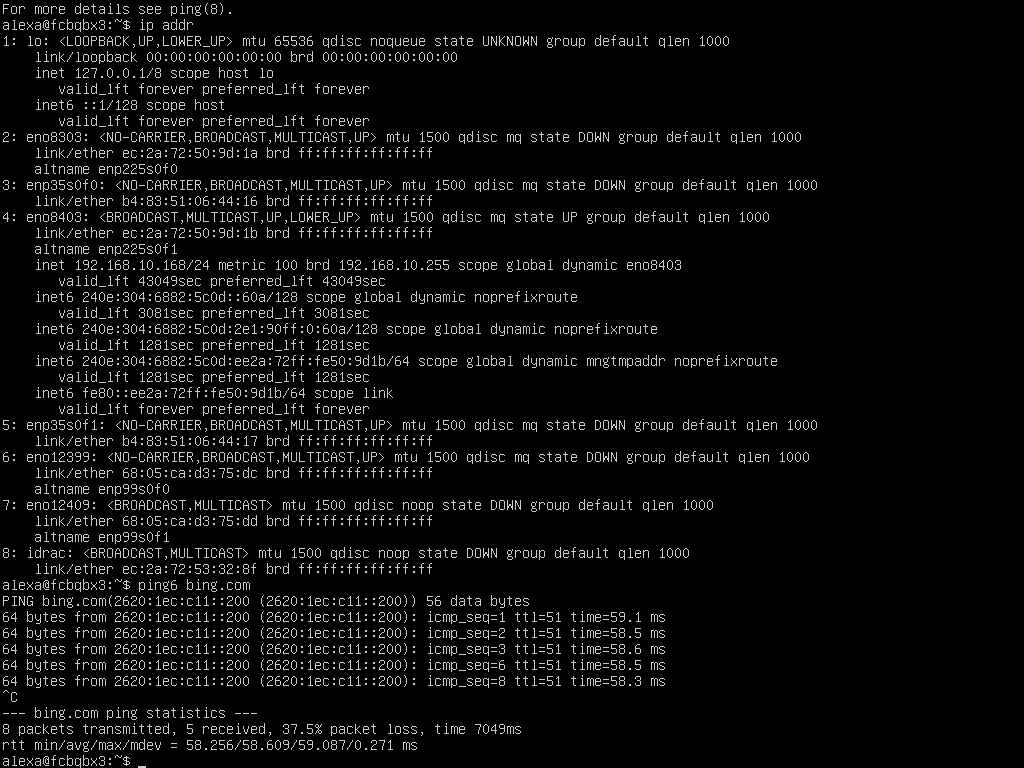 For more details see ping(8).
alexa@fcbqbx3:~$ ip addr
1: lo: <LOOPBACK,UP,LOWER_UP> mtu 65536 qdisc noqueue state UNKNOWN group default qlen 1000
    link/loopback 00:00:00:00:00:00 brd 00:00:00:00:00:00
    inet 127.0.0.1/8 scope host lo
       valid_lft forever preferred_lft forever
    inet6 ::1/128 scope host
       valid_lft forever preferred_lft forever
2: eno8303: <NO-CARRIER,BROADCAST,MULTICAST,UP> mtu 1500 qdisc mq state DOWN group default qlen 1000
    link/ether ec:2a:72:50:9d:1a brd ff:ff:ff:ff:ff:ff
    altname enp225s0f0
3: enp35s0f0: <NO-CARRIER,BROADCAST,MULTICAST,UP> mtu 1500 qdisc mq state DOWN group default qlen 1000
    link/ether b4:83:51:06:44:16 brd ff:ff:ff:ff:ff:ff
4: eno8403: <BROADCAST,MULTICAST,UP,LOWER_UP> mtu 1500 qdisc mq state UP group default qlen 1000
    link/ether ec:2a:72:50:9d:1b brd ff:ff:ff:ff:ff:ff
    altname enp225s0f1
    inet 192.168.10.168/24 metric 100 brd 192.168.10.255 scope global dynamic eno8403
       valid_lft 43049sec preferred_lft 43049sec
    inet6 240e:304:6882:5c0d::60a/128 scope global dynamic noprefixroute
       valid_lft 3081sec preferred_lft 3081sec
    inet6 240e:304:6882:5c0d:2e1:90ff:0:60a/128 scope global dynamic noprefixroute
       valid_lft 1281sec preferred_lft 1281sec
    inet6 240e:304:6882:5c0d:ee2a:72ff:fe50:9d1b/64 scope global dynamic mngtmpaddr noprefixroute
       valid_lft 1281sec preferred_lft 1281sec
    inet6 fe80::ee2a:72ff:fe50:9d1b/64 scope link
       valid_lft forever preferred_lft forever
5: enp35s0f1: <NO-CARRIER,BROADCAST,MULTICAST,UP> mtu 1500 qdisc mq state DOWN group default qlen 1000
    link/ether b4:83:51:06:44:17 brd ff:ff:ff:ff:ff:ff
6: eno12399: <NO-CARRIER,BROADCAST,MULTICAST,UP> mtu 1500 qdisc mq state DOWN group default qlen 1000
    link/ether 68:05:ca:d3:75:dc brd ff:ff:ff:ff:ff:ff
    altname enp99s0f0
7: eno12409: <BROADCAST,MULTICAST> mtu 1500 qdisc noop state DOWN group default qlen 1000
    link/ether 68:05:ca:d3:75:dd brd ff:ff:ff:ff:ff:ff
    altname enp99s0f1
8: idrac: <BROADCAST,MULTICAST> mtu 1500 qdisc noop state DOWN group default qlen 1000
    link/ether ec:2a:72:53:32:8f brd ff:ff:ff:ff:ff:ff
alexa@fcbqbx3:~$ ping6 bing.com
PING bing.com(2620:1ec:c11::200 (2620:1ec:c11::200)) 56 data bytes
64 bytes from 2620:1ec:c11::200 (2620:1ec:c11::200): icmp_seq=1 ttl=51 time=59.1 ms
64 bytes from 2620:1ec:c11::200 (2620:1ec:c11::200): icmp_seq=2 ttl=51 time=58.5 ms
64 bytes from 2620:1ec:c11::200 (2620:1ec:c11::200): icmp_seq=3 ttl=51 time=58.6 ms
64 bytes from 2620:1ec:c11::200 (2620:1ec:c11::200): icmp_seq=6 ttl=51 time=58.5 ms
64 bytes from 2620:1ec:c11::200 (2620:1ec:c11::200): icmp_seq=8 ttl=51 time=58.3 ms
^C
--- bing.com ping statistics ---
8 packets transmitted, 5 received, 37.5% packet loss, time 7049ms
rtt min/avg/max/mdev = 58.256/58.609/59.087/0.271 ms
alexa@fcbqbx3:~$ _